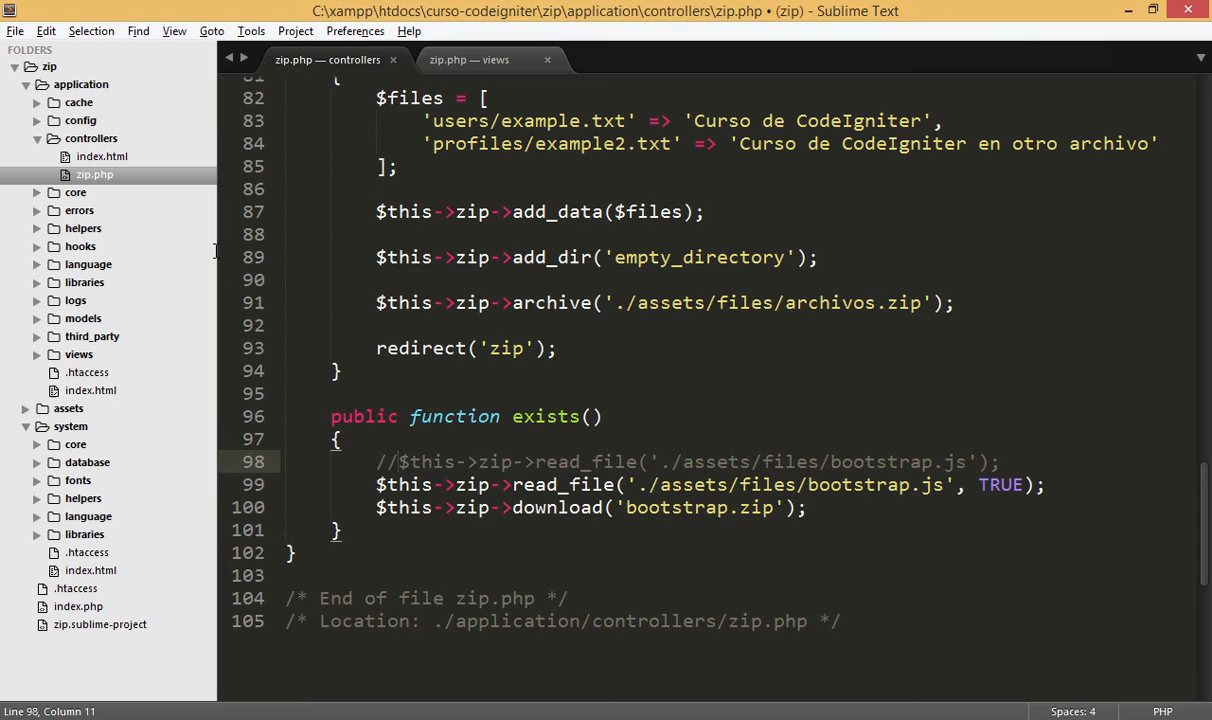 C:\xampp\htdocs\curso-codeigniter\zip\application\controllers\zip.php • (zip) - Sublime Text
File Edit Selection Find View Goto Tools Project Preferences Help
FOLDERS
zip
application
cache
config
controllers
index.html
zip.php
core
errors
helpers
hooks
language
libraries
logs
models
third_party
views
.htaccess
index.html
assets
system
core
database
fonts
helpers
language
libraries
.htaccess
index.html
.htaccess
index.php
zip.sublime-project
zip.php — controllers × zip.php — views ×
81 {
82 $files = [
83 'users/example.txt' => 'Curso de CodeIgniter',
84 'profiles/example2.txt' => 'Curso de CodeIgniter en otro archivo'
85 ];
86
87 $this->zip->add_data($files);
88
89 $this->zip->add_dir('empty_directory');
90
91 $this->zip->archive('./assets/files/archivos.zip');
92
93 redirect('zip');
94 }
95
96 public function exists()
97 {
98 //$this->zip->read_file('./assets/files/bootstrap.js');
99 $this->zip->read_file('./assets/files/bootstrap.js', TRUE);
100 $this->zip->download('bootstrap.zip');
101 }
102 }
103
104 /* End of file zip.php */
105 /* Location: ./application/controllers/zip.php */
Line 98, Column 11 Spaces: 4 PHP